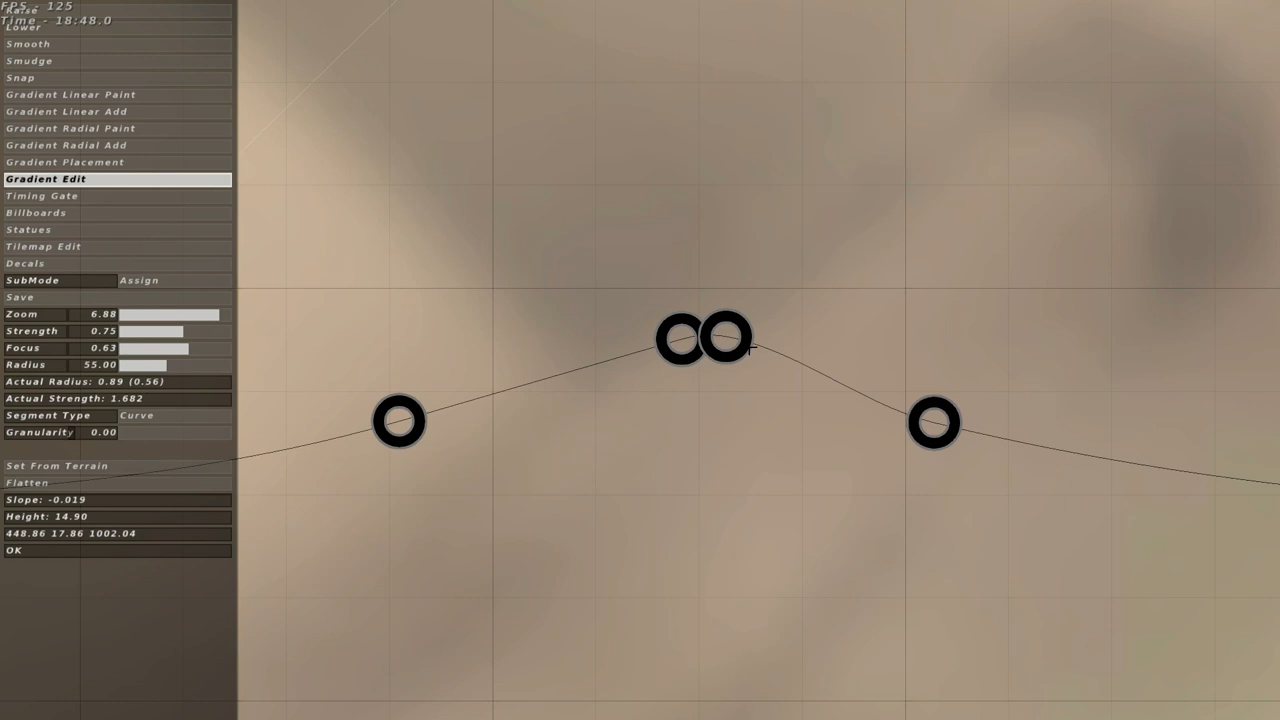 FPS - 125
Raise
Time - 18:48.0
Lower
Smooth
Smudge
Snap
Gradient Linear Paint
Gradient Linear Add
Gradient Radial Paint
Gradient Radial Add
Gradient Placement
Gradient Edit
Timing Gate
Billboards
Statues
Tilemap Edit
Decals
SubMode Assign
Save
Zoom 6.88
Strength 0.75
Focus 0.63
Radius 55.00
Actual Radius: 0.89 (0.56)
Actual Strength: 1.682
Segment Type Curve
Granularity 0.00
Set From Terrain
Flatten
Slope: -0.019
Height: 14.90
448.86 17.86 1002.04
OK